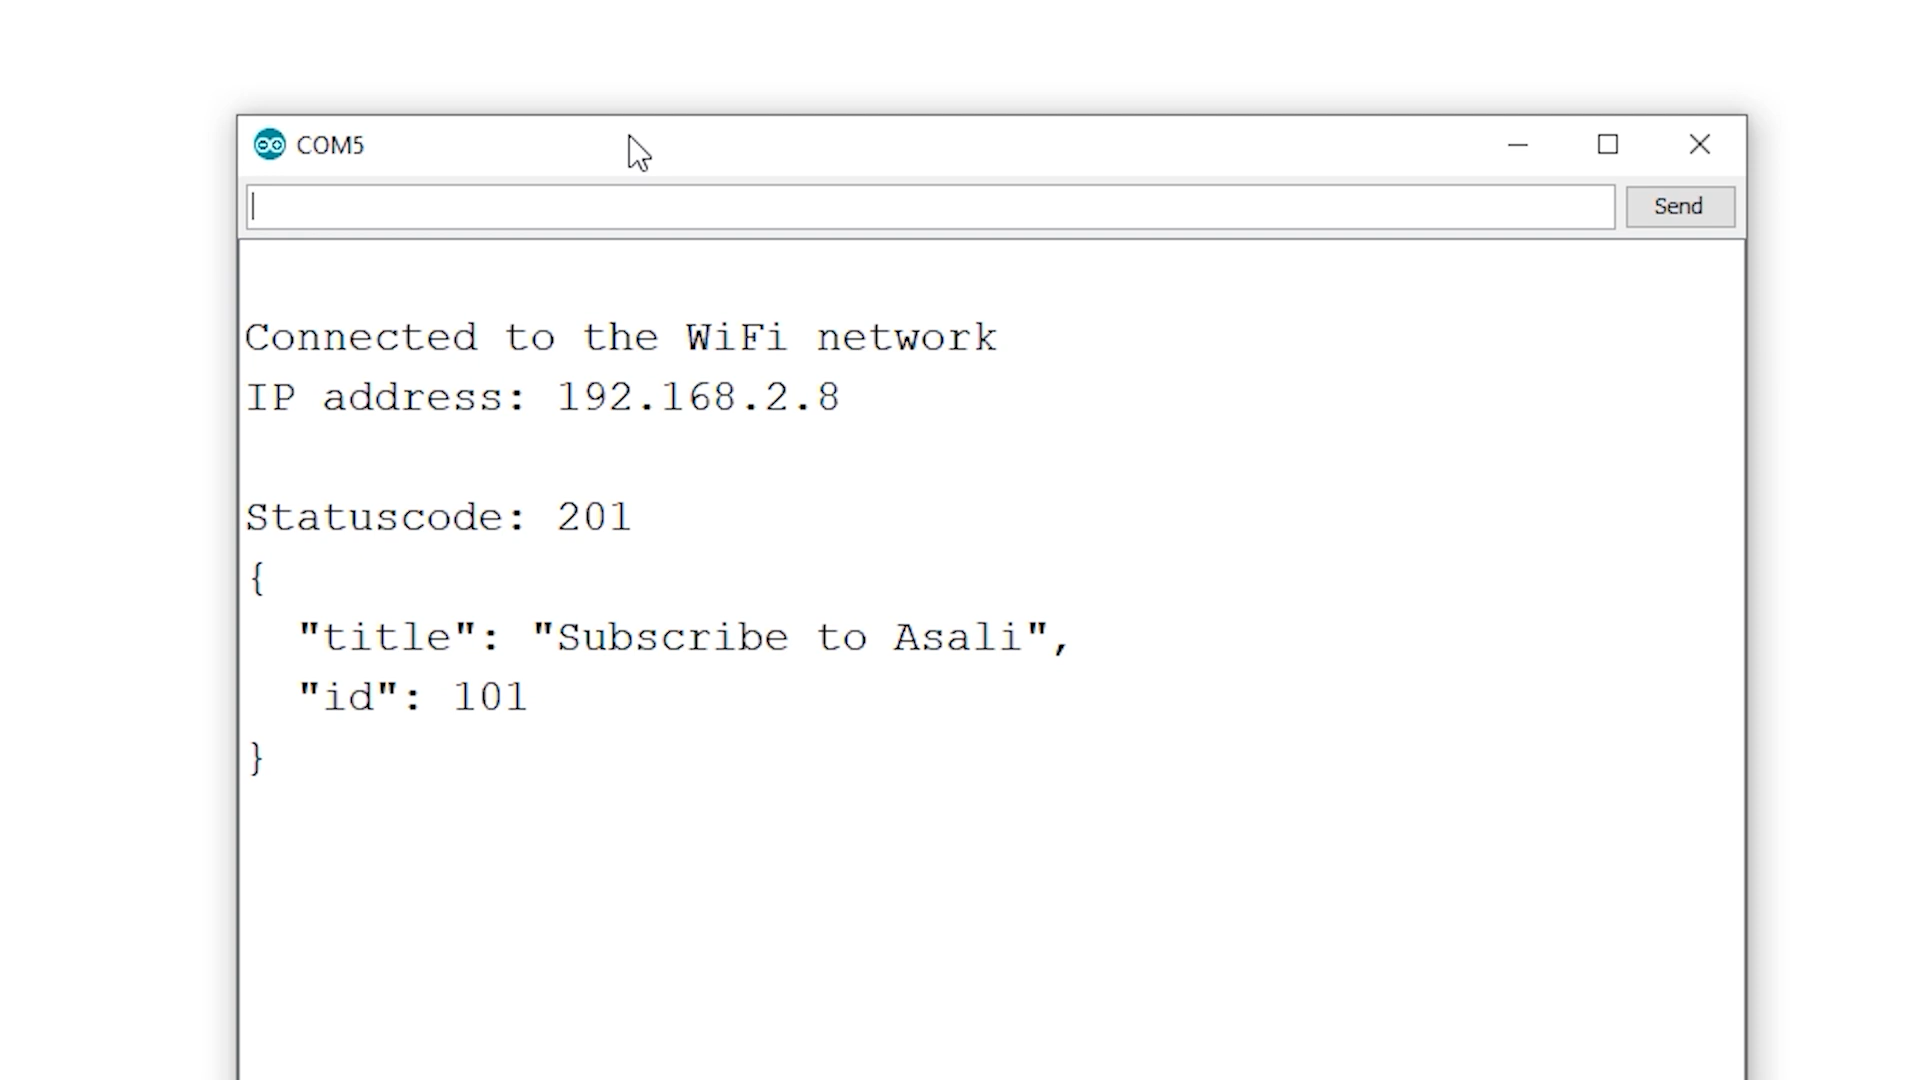 COM5
Send
Connected to the WiFi network
IP address: 192.168.2.8
Statuscode: 201
{
  "title": "Subscribe to Asali",
  "id": 101
}